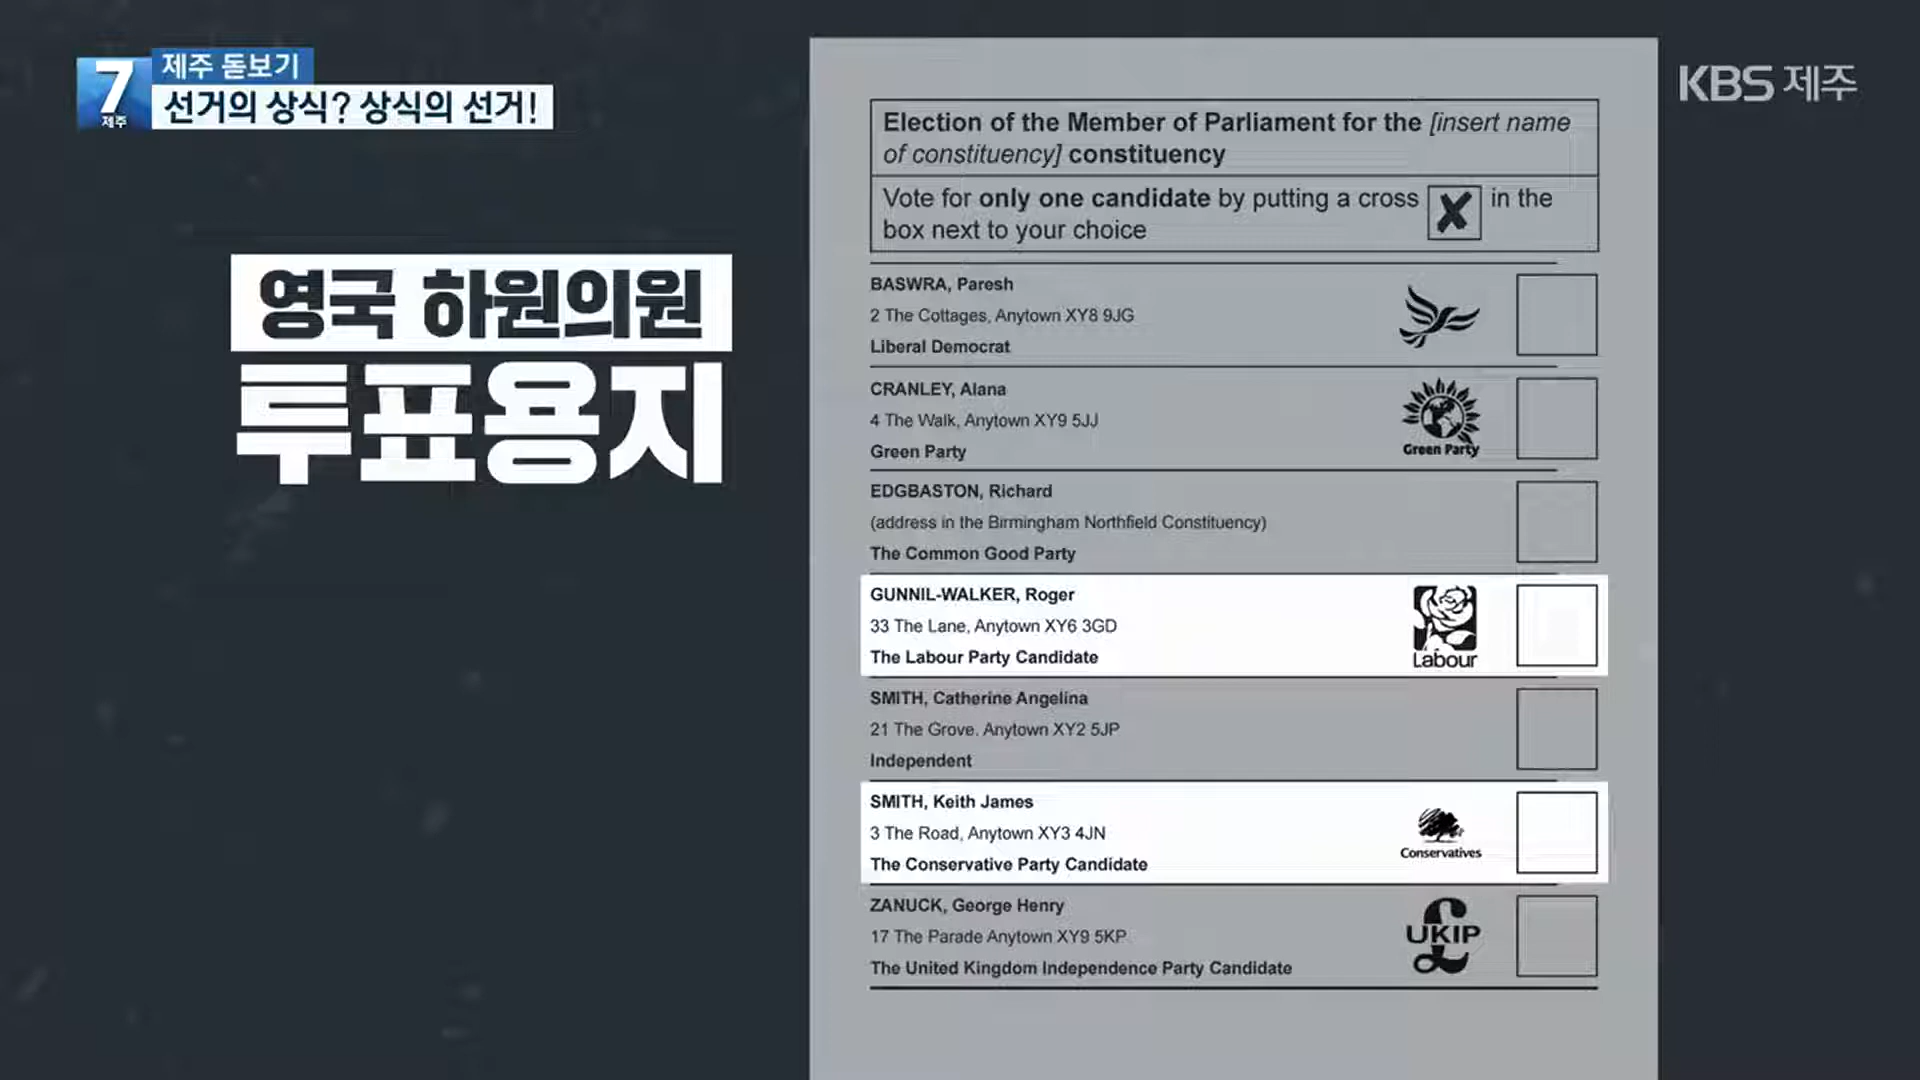 7
제주
제주 돋보기
선거의 상식? 상식의 선거!
KBS 제주
영국 하원의원
투표용지
Election of the Member of Parliament for the [insert name
of constituency] constituency
Vote for only one candidate by putting a cross X in the
box next to your choice
BASWRA, Paresh
2 The Cottages, Anytown XY8 9JG
Liberal Democrat
CRANLEY, Alana
4 The Walk, Anytown XY9 5JJ
Green Party
Green Party
EDGBASTON, Richard
(address in the Birmingham Northfield Constituency)
The Common Good Party
GUNNIL-WALKER, Roger
33 The Lane, Anytown XY6 3GD
The Labour Party Candidate
Labour
SMITH, Catherine Angelina
21 The Grove. Anytown XY2 5JP
Independent
SMITH, Keith James
3 The Road, Anytown XY3 4JN
The Conservative Party Candidate
Conservatives
ZANUCK, George Henry
17 The Parade Anytown XY9 5KP
The United Kingdom Independence Party Candidate
£
UKIP